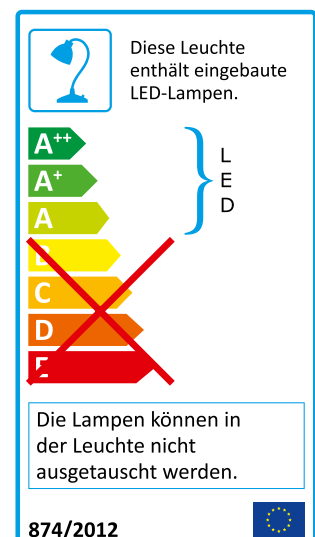 Diese Leuchte
enthält eingebaute
LED-Lampen.
A++
A+
A
L
E
D
B
C
D
E
Die Lampen können in
der Leuchte nicht
ausgetauscht werden.
874/2012